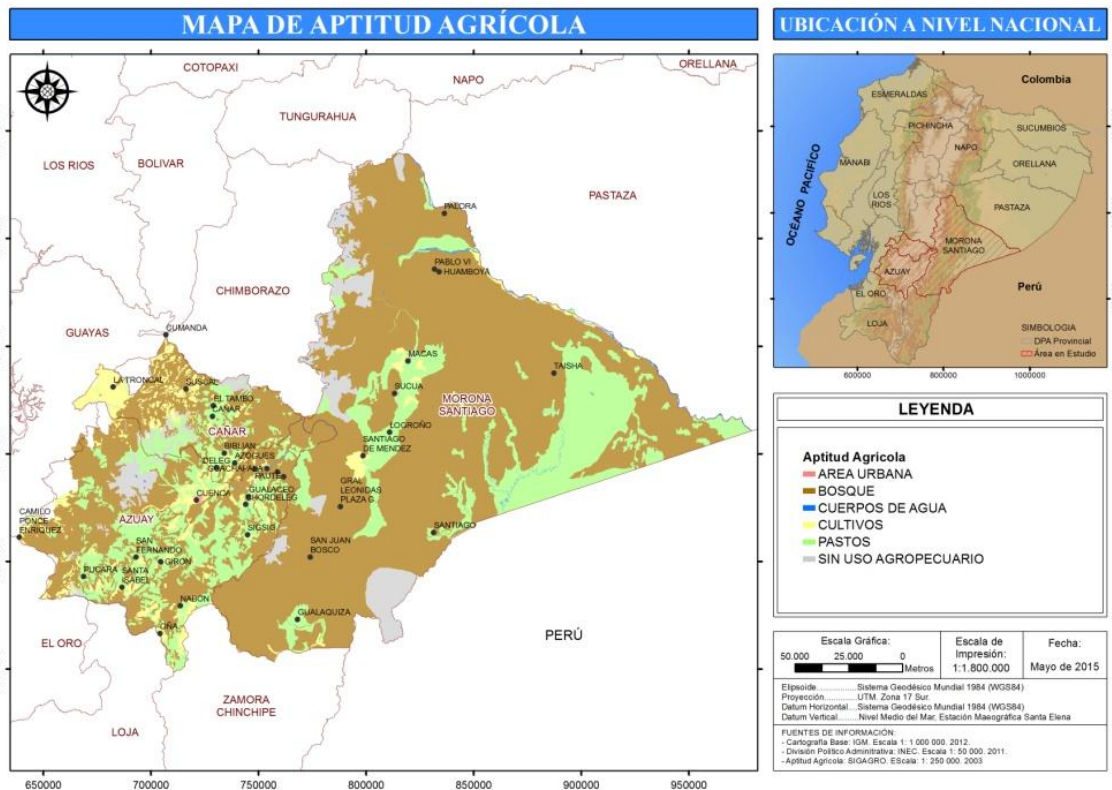 MAPA DE APTITUD AGRÍCOLA
COTOPAXI
NAPO
ORELLANA
TUNGURAHUA
LOS RIOS
BOLIVAR
PASTAZA
PALORA
PABLO VI
HUAMBOYA
CHIMBORAZO
GUAYAS
CUMANDA
MACAS
TAISHA
LA TRONCAL
SUSCAL
SUCUA
EL TAMBO
MORONA
SANTIAGO
CAÑAR
CAÑAR
LOGROÑO
SANTIAGO
DE MENDEZ
BIBLIAN
AZOGUES
DELEG
GUACHAPALA
PAUTE
GRAL
LEONIDAS
PLAZA G.
CUENCA
GUALACEO
CHORDELEG
CAMILO
PONCE
ENRIQUEZ
AZUAY
SIGSIG
SANTIAGO
SAN
FERNANDO
GIRON
SAN JUAN
BOSCO
PUCARA
SANTA
ISABEL
NABON
GUALAQUIZA
OÑA
EL ORO
PERÚ
ZAMORA
CHINCHIPE
LOJA
650000
700000
750000
800000
850000
900000
950000
UBICACIÓN A NIVEL NACIONAL
Colombia
ESMERALDAS
PICHINCHA
SUCUMBIOS
NAPO
ORELLANA
MANABI
OCÉANO PACIFÍCO
LOS
RIOS
PASTAZA
MORONA
SANTIAGO
AZUAY
Perú
EL ORO
LOJA
SIMBOLOGIA
DPA Provincial
Área en Estudio
600000
800000
1000000
LEYENDA
Aptitud Agricola
AREA URBANA
BOSQUE
CUERPOS DE AGUA
CULTIVOS
PASTOS
SIN USO AGROPECUARIO
Escala Gráfica:
50.000 25.000 0
Metros
Escala de
Impresión:
1:1.800.000
Fecha:
Mayo de 2015
Elipsoide...............Sistema Geodésico Mundial 1984 (WGS84)
Proyección............UTM. Zona 17 Sur.
Datum Horizontal....Sistema Geodésico Mundial 1984 (WGS84)
Datum Vertical........Nivel Medio del Mar, Estación Maeográfica Santa Elena
FUENTES DE INFORMACIÓN:
- Cartografía Base: IGM. Escala 1: 1 000 000. 2012.
- División Politico Adminitrativa: INEC. Escala 1: 50 000. 2011.
- Aptitud Agricola: SIGAGRO. EScala: 1: 250 000. 2003